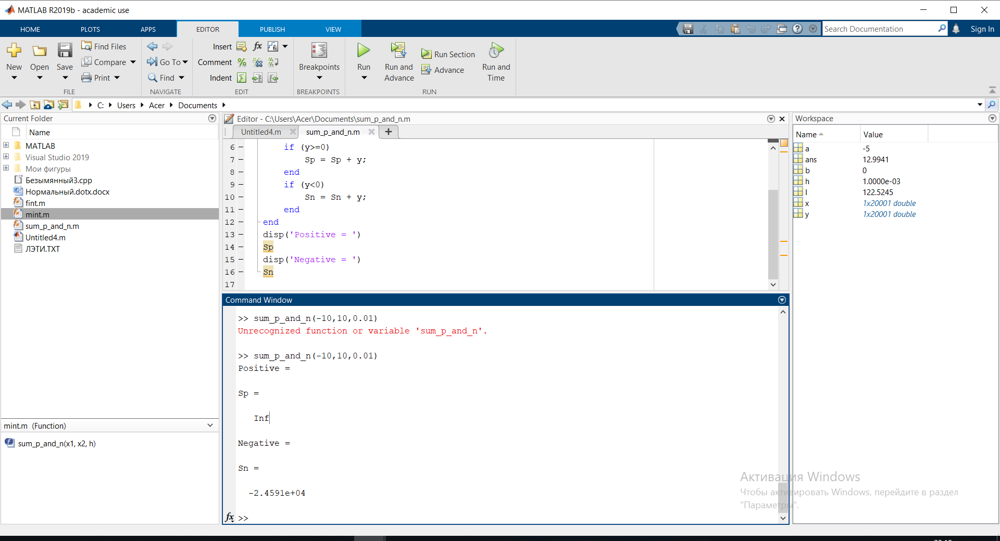 MATLAB R2019b - academic use
HOME PLOTS APPS EDITOR PUBLISH VIEW Search Documentation Sign In
New Open Save Find Files Compare Print
FILE
Go To Find
NAVIGATE
Insert fx
Comment
Indent
EDIT
Breakpoints
BREAKPOINTS
Run Run and Advance Run Section Advance Run and Time
RUN
C: Users Acer Documents
Current Folder
Name
MATLAB
Visual Studio 2019
Мои фигуры
Безымянный3.cpp
Нормальный.dotx.docx
fint.m
mint.m
sum_p_and_n.m
Untitled4.m
ЛЭТИ.TXT
mint.m (Function)
sum_p_and_n(x1, x2, h)
Editor - C:\Users\Acer\Documents\sum_p_and_n.m
Untitled4.m sum_p_and_n.m +
6 – if (y>=0)
7 – Sp = Sp + y;
8 – end
9 – if (y<0)
10 – Sn = Sn + y;
11 – end
12 – end
13 – disp('Positive = ')
14 – Sp
15 – disp('Negative = ')
16 – Sn
17
Command Window
>> sum_p_and_n(-10,10,0.01)
Unrecognized function or variable 'sum_p_and_n'.
>> sum_p_and_n(-10,10,0.01)
Positive =
Sp =
Inf
Negative =
Sn =
-2.4591e+04
fx >>
Workspace
Name Value
a -5
ans 12.9941
b 0
h 1.0000e-03
I 122.5245
x 1x20001 double
y 1x20001 double
Активация Windows
Чтобы активировать Windows, перейдите в раздел
"Параметры".